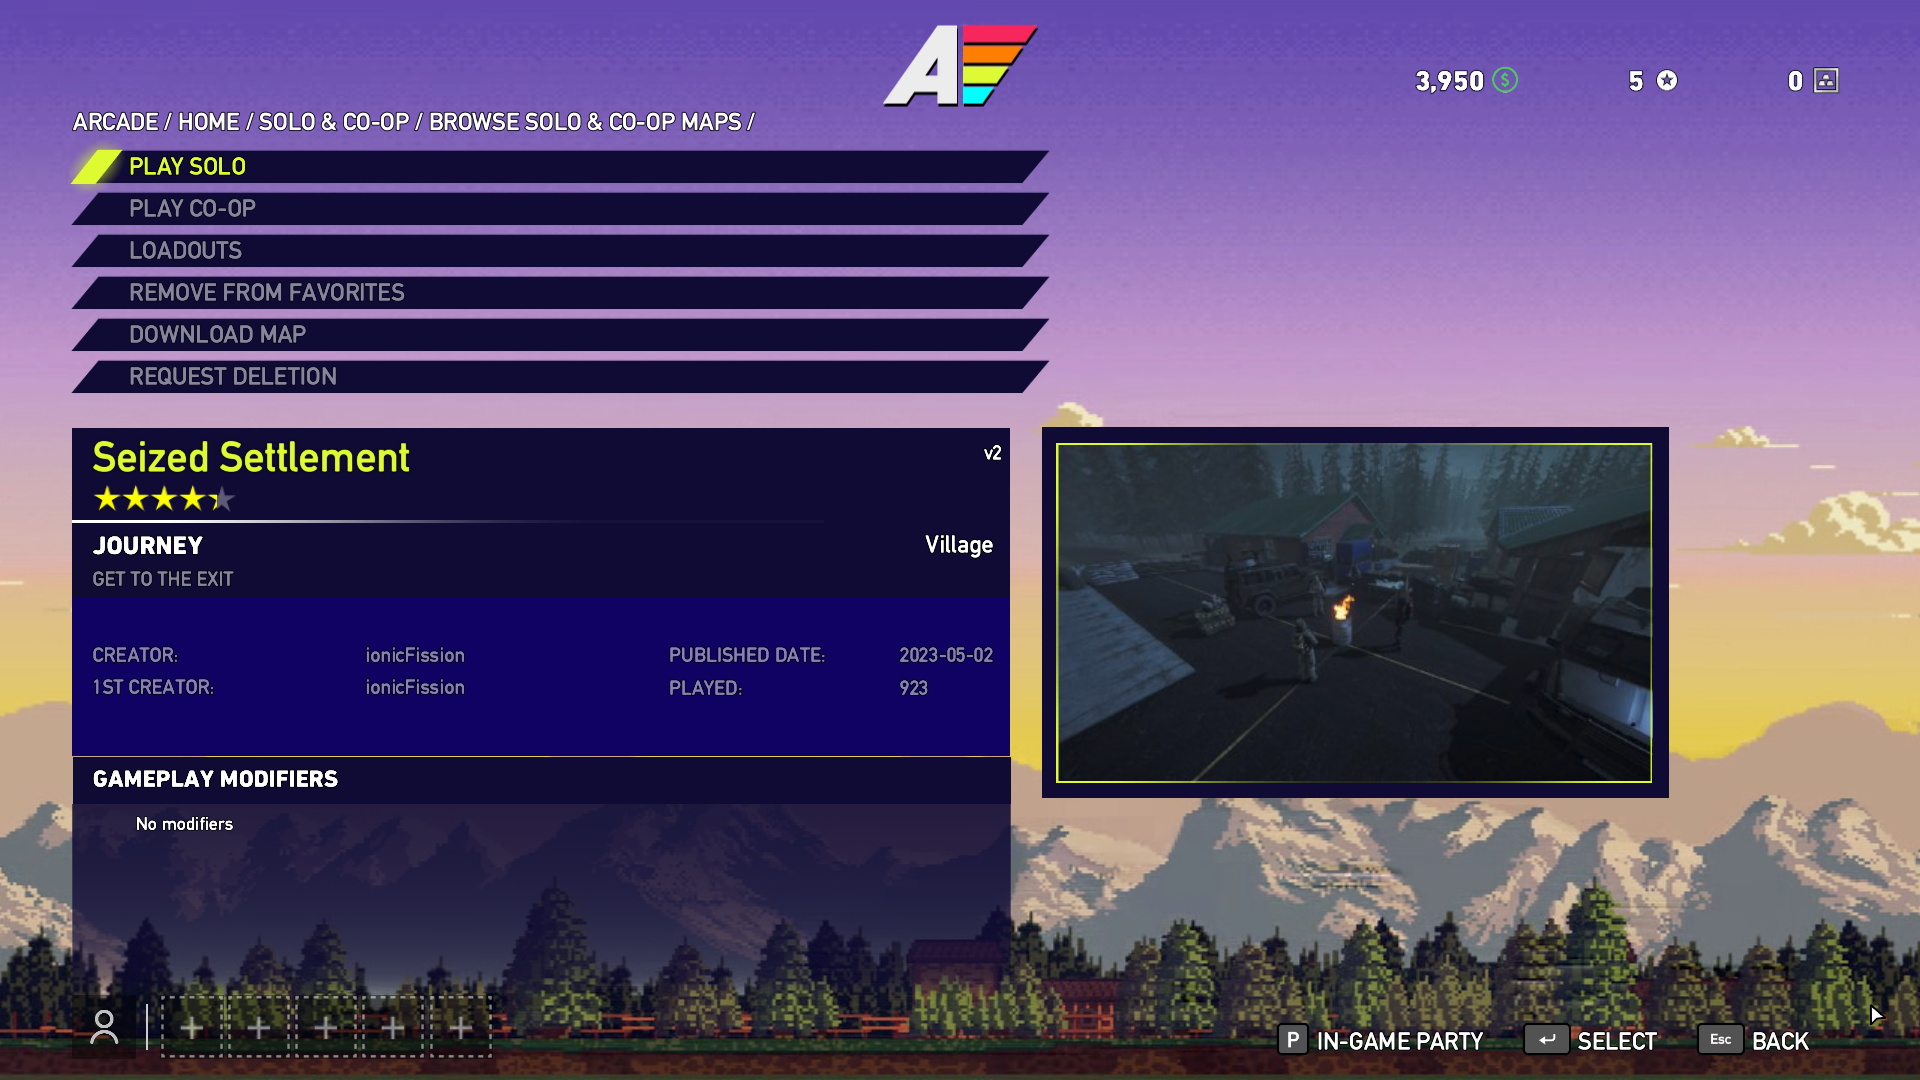 3,950
5
0
ARCADE / HOME / SOLO & CO-OP / BROWSE SOLO & CO-OP MAPS /
PLAY SOLO
PLAY CO-OP
LOADOUTS
REMOVE FROM FAVORITES
DOWNLOAD MAP
REQUEST DELETION
Seized Settlement
v2
JOURNEY
Village
GET TO THE EXIT
CREATOR: ionicFission PUBLISHED DATE: 2023-05-02
1ST CREATOR: ionicFission PLAYED: 923
GAMEPLAY MODIFIERS
No modifiers
P IN-GAME PARTY
SELECT
Esc BACK